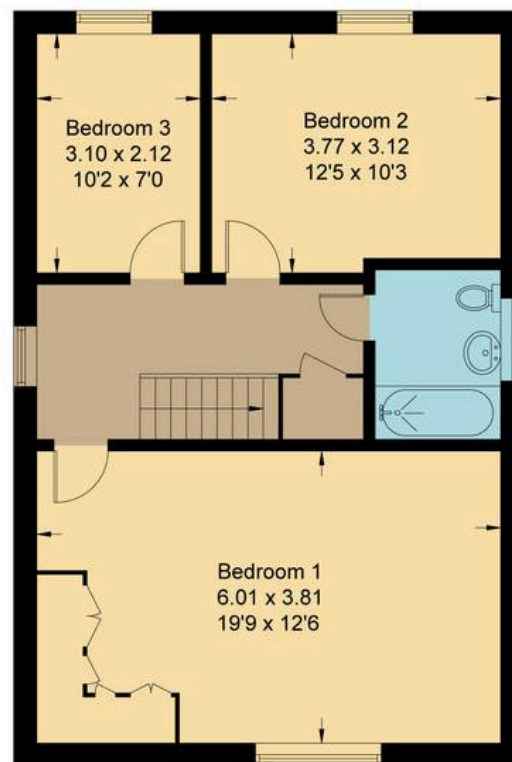 Bedroom 3
3.10 x 2.12
10'2 x 7'0
Bedroom 2
3.77 x 3.12
12'5 x 10'3
Bedroom 1
6.01 x 3.81
19'9 x 12'6